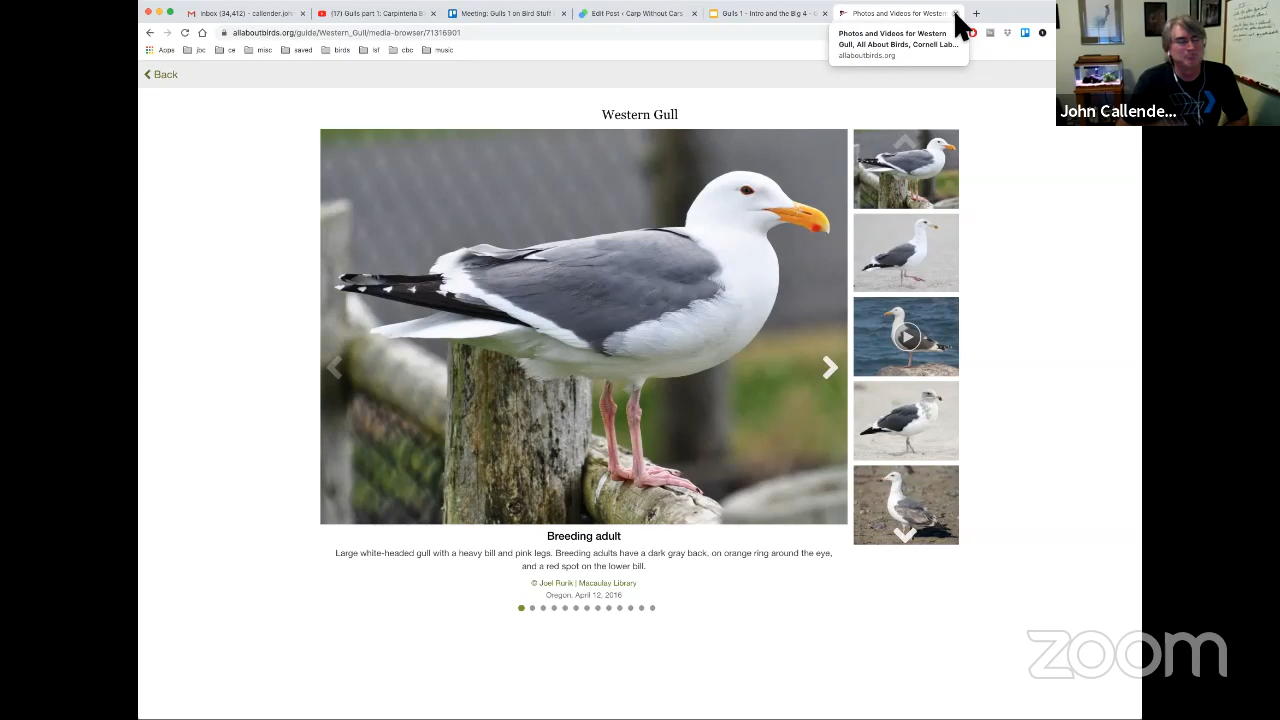 Inbox (34,412) - callender.joh
(17) Gulls part 1: Carpinteria B
Meeting: Gulls 1 on Bird Stuff
Edit Post ‹ Carp Without Cars
Gulls 1 - Intro and the Big 4 - G
Photos and Videos for Western
allaboutbirds.org/guide/Western_Gull/media-browser/71316901
Photos and Videos for Western
Gull, All About Birds, Cornell Lab...
allaboutbirds.org
Apps jbc ce misc saved birds lsf cbc music
Back
John Callende...
Western Gull
Breeding adult
Large white-headed gull with a heavy bill and pink legs. Breeding adults have a dark gray back, on orange ring around the eye,
and a red spot on the lower bill.
© Joel Rurik | Macaulay Library
Oregon, April 12, 2016
zoom